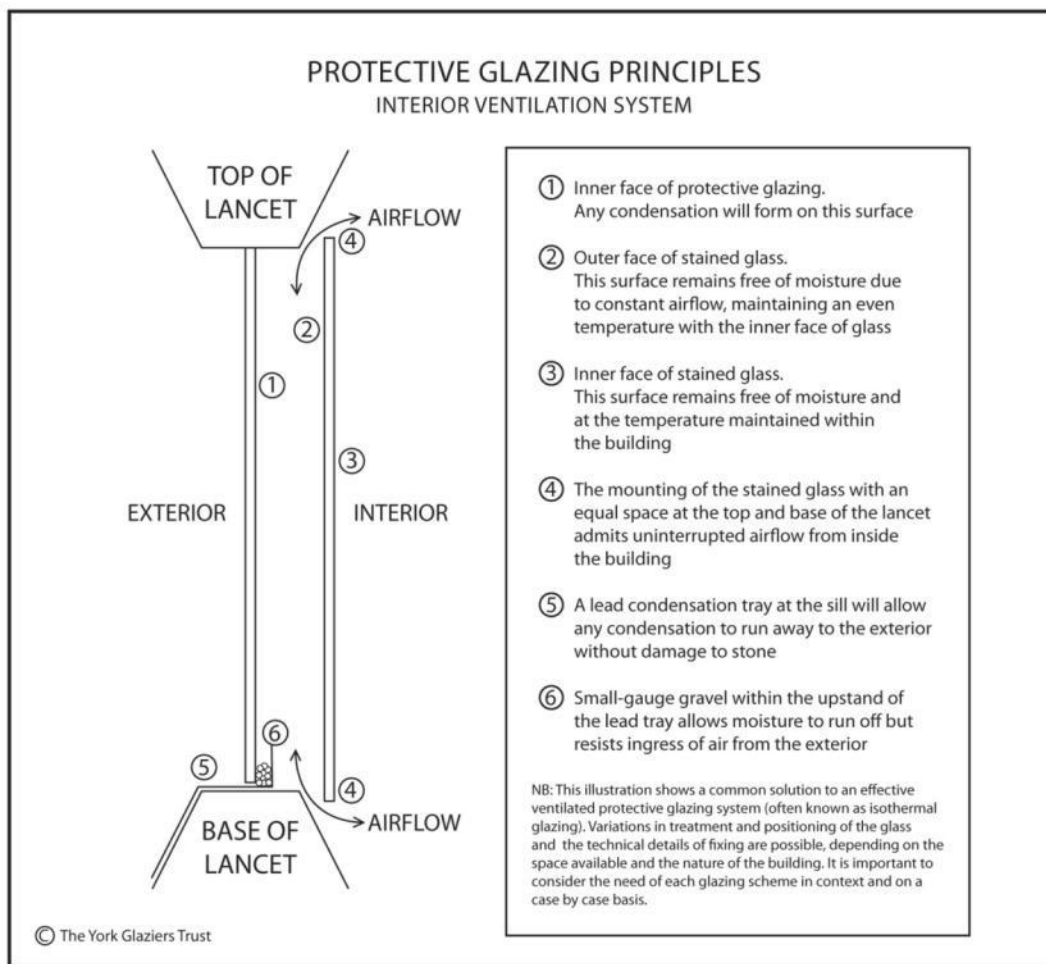 PROTECTIVE GLAZING PRINCIPLES
INTERIOR VENTILATION SYSTEM
TOP OF
LANCET
AIRFLOW
④
②
①
③
EXTERIOR
INTERIOR
⑥
⑤
④
AIRFLOW
BASE OF
LANCET
© The York Glaziers Trust
① Inner face of protective glazing.
Any condensation will form on this surface
② Outer face of stained glass.
This surface remains free of moisture due
to constant airflow, maintaining an even
temperature with the inner face of glass
③ Inner face of stained glass.
This surface remains free of moisture and
at the temperature maintained within
the building
④ The mounting of the stained glass with an
equal space at the top and base of the lancet
admits uninterrupted airflow from inside
the building
⑤ A lead condensation tray at the sill will allow
any condensation to run away to the exterior
without damage to stone
⑥ Small-gauge gravel within the upstand of
the lead tray allows moisture to run off but
resists ingress of air from the exterior
NB: This illustration shows a common solution to an effective
ventilated protective glazing system (often known as isothermal
glazing). Variations in treatment and positioning of the glass
and the technical details of fixing are possible, depending on the
space available and the nature of the building. It is important to
consider the need of each glazing scheme in context and on a
case by case basis.